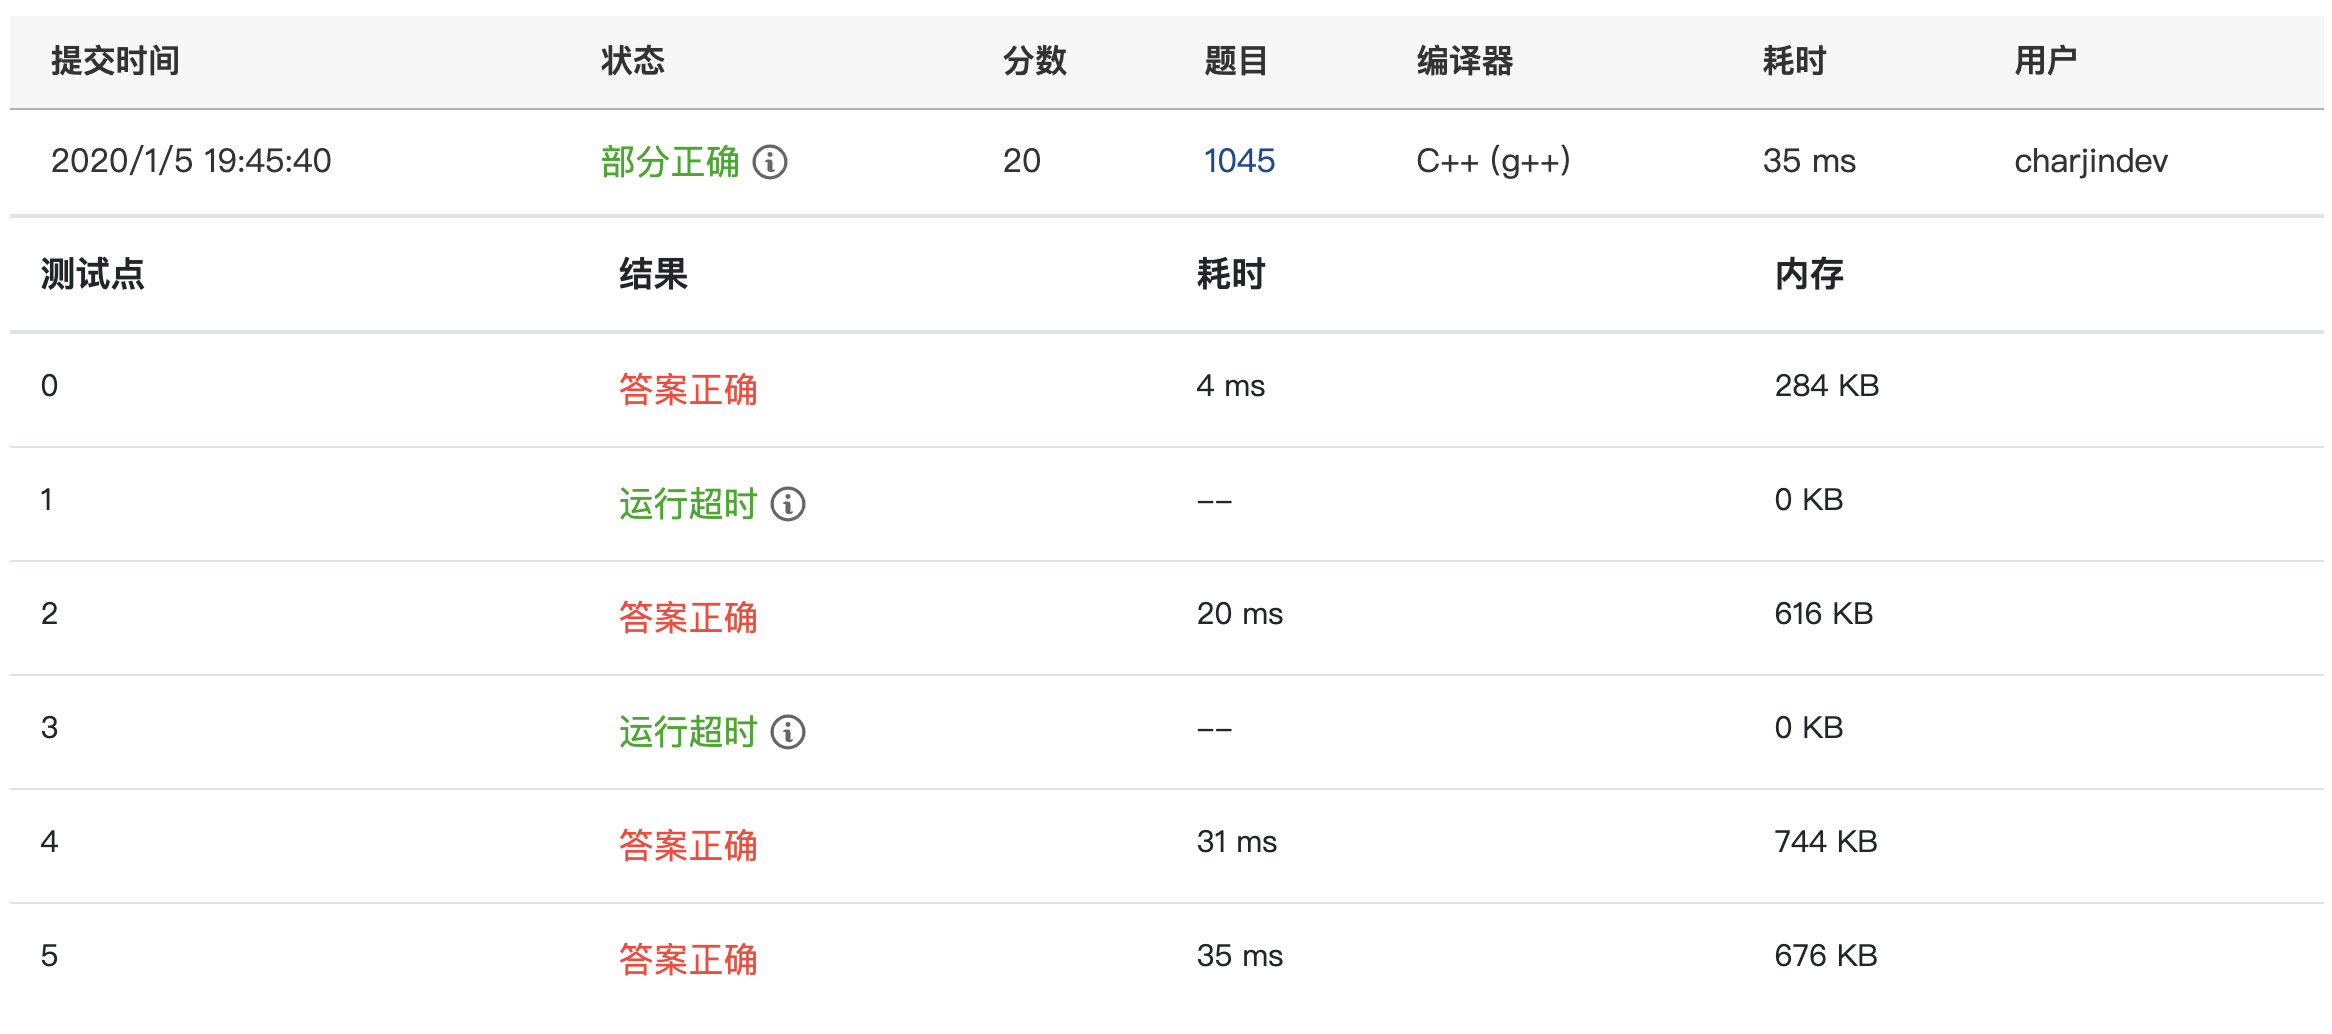 提交时间 状态 分数 题目 编译器 耗时 用户
2020/1/5 19:45:40 部分正确 20 1045 C++ (g++) 35 ms charjindev
测试点 结果 耗时 内存
0 答案正确 4 ms 284 KB
1 运行超时 -- 0 KB
2 答案正确 20 ms 616 KB
3 运行超时 -- 0 KB
4 答案正确 31 ms 744 KB
5 答案正确 35 ms 676 KB